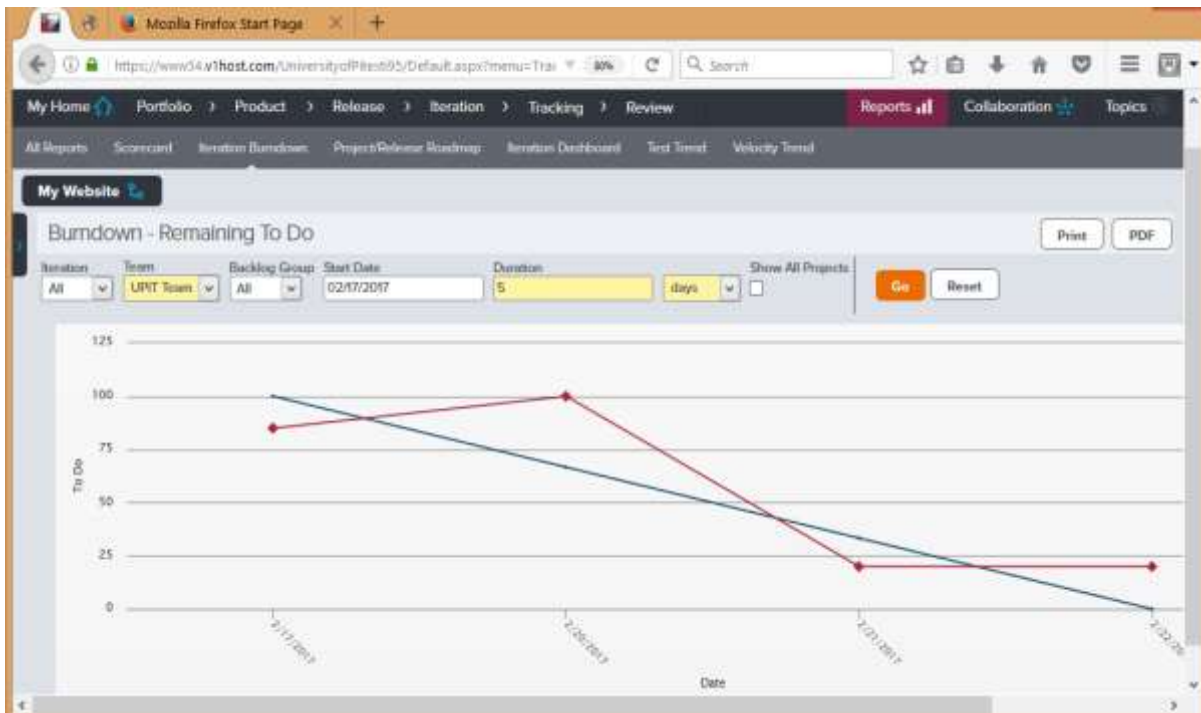 Mozilla Firefox Start Page
https://www54.v1host.com/UniversityofPitesti95/Default.aspx?menu=Trai 80% Search
My Home Portfolio > Product > Release > Iteration > Tracking > Review Reports Collaboration Topics
All Reports Scorecard Iteration Burndown Project/Release Roadmap Iteration Dashboard Test Trend Velocity Trend
My Website
Burndown - Remaining To Do Print PDF
Iteration Team Backlog Group Start Date Duration Show All Projects
All UPIT Team All 02/17/2017 5 days Go Reset
125
100
75
50
25
0
To Do
2/17/2017 2/20/2017 2/21/2017 2/22/20
Date